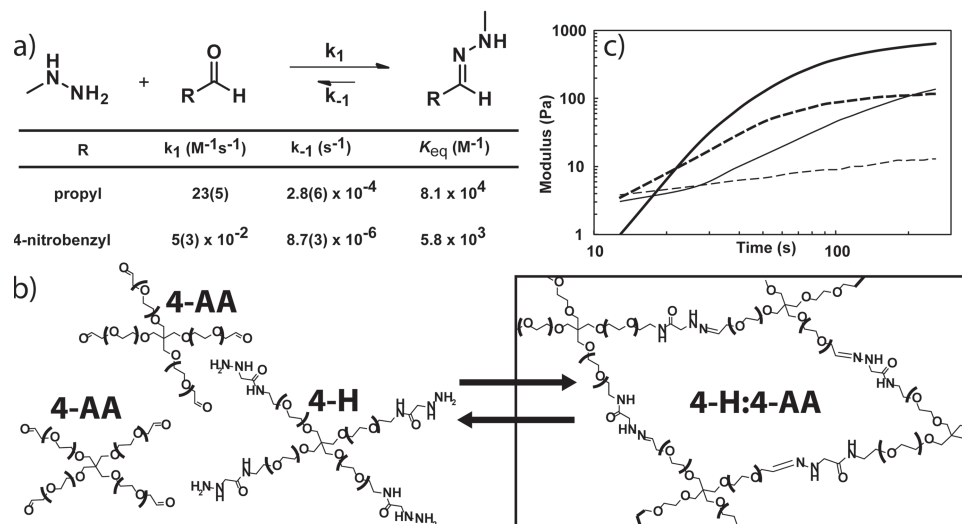 a)
H
N
NH2
+
O
R
H
k1
k-1
N
NH
R
H
R k1 (M-1s-1) k-1 (s-1) Keq (M-1)
propyl 23(5) 2.8(6) x 10-4 8.1 x 104
4-nitrobenzyl 5(3) x 10-2 8.7(3) x 10-6 5.8 x 103
c)
Modulus (Pa)
1000
100
10
1
10
100
Time (s)
b)
4-AA
4-AA
4-H
4-H:4-AA